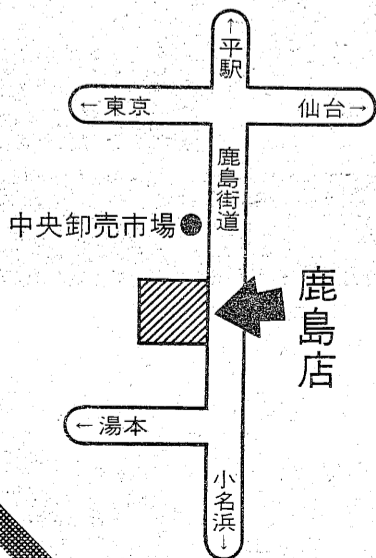 ↑平駅
←東京
仙台→
鹿島街道
中央卸売市場●
鹿島店
←湯本
小名浜↓